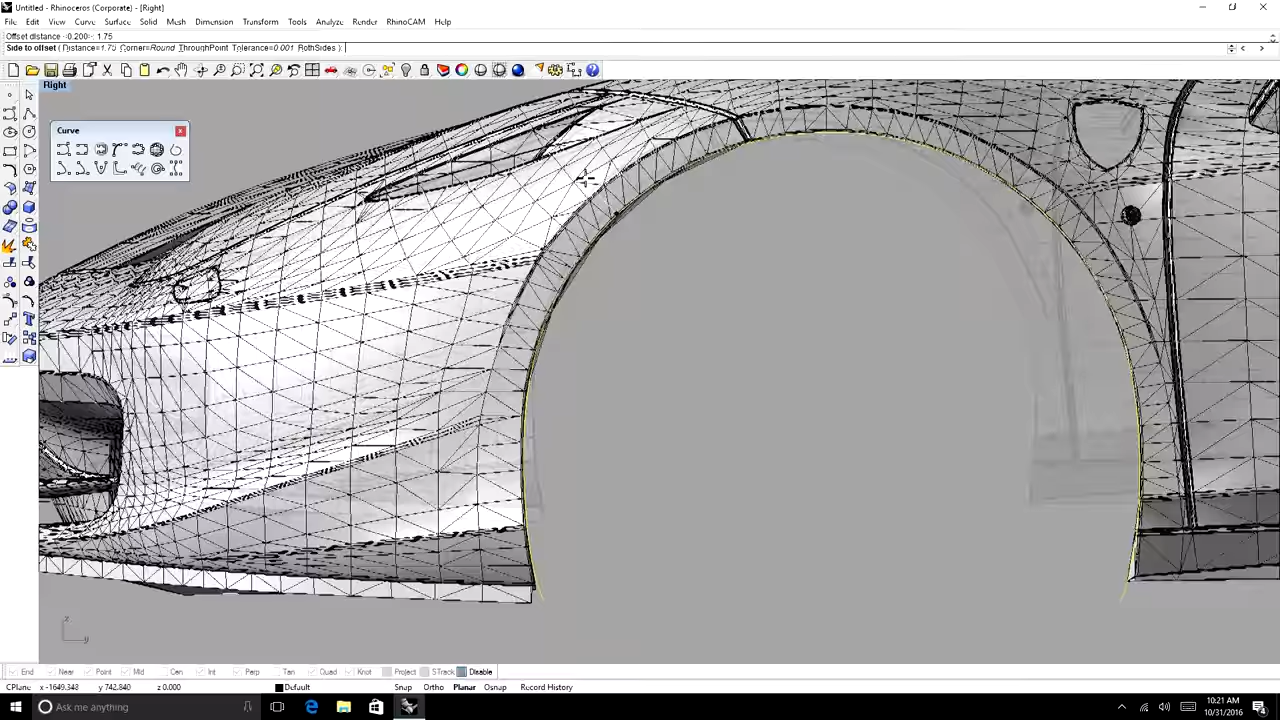 Untitled - Rhinoceros (Corporate) - [Right]
File Edit View Curve Surface Solid Mesh Dimension Transform Tools Analyze Render RhinoCAM Help
Offset distance <0.200>: 1.75
Side to offset ( Distance=1.75 Corner=Round ThroughPoint Tolerance=0.001 BothSides ):
Right
Curve
z
y
End Near Point Mid Cen Int Perp Tan Quad Knot Project STrack Disable
CPlane x -1649.348 y 742.840 z 0.000 Default Snap Ortho Planar Osnap Record History
Ask me anything
10:21 AM
10/31/2016